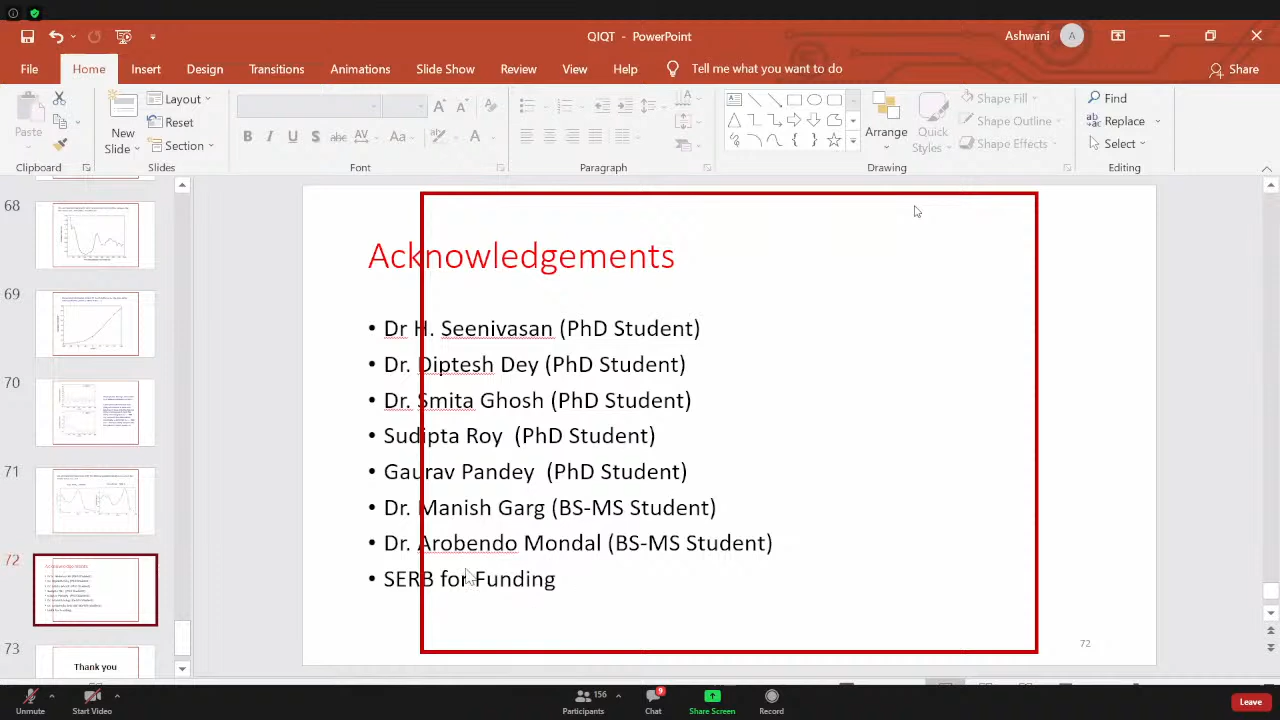 QIQT - PowerPoint
Ashwani
A
File Home Insert Design Transitions Animations Slide Show Review View Help Tell me what you want to do Share
Paste
New Slide
Layout
Reset
Section
B I U S abc AV Aa A
Arrange
Quick Styles
Shape Fill
Shape Outline
Shape Effects
Find
Replace
Select
Clipboard Slides Font Paragraph Drawing Editing
68
69
70
71
72
73
Thank you
Acknowledgements
• Dr H. Seenivasan (PhD Student)
• Dr. Diptesh Dey (PhD Student)
• Dr. Smita Ghosh (PhD Student)
• Sudipta Roy (PhD Student)
• Gaurav Pandey (PhD Student)
• Dr. Manish Garg (BS-MS Student)
• Dr. Arobendo Mondal (BS-MS Student)
• SERB for Funding
72
Unmute Start Video Participants 156 Chat 9 Share Screen Record Leave